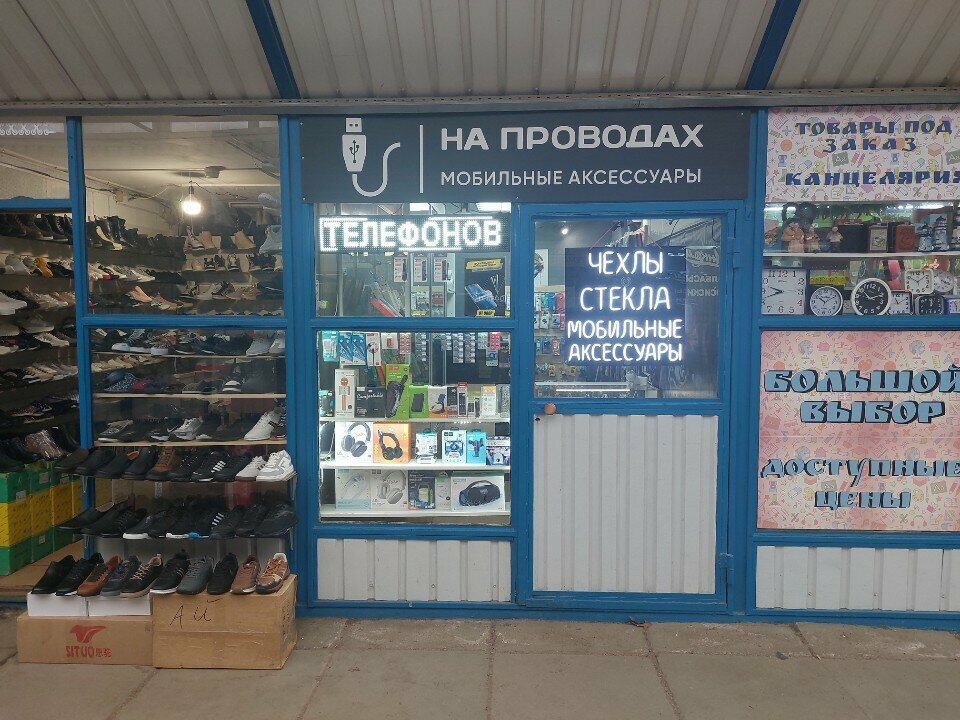 НА ПРОВОДАХ
МОБИЛЬНЫЕ АКСЕССУАРЫ
ТЕЛЕФОНОВ
ЧЕХЛЫ
СТЕКЛА
МОБИЛЬНЫЕ
АКСЕССУАРЫ
ТОВАРЫ ПОД
ЗАКАЗ
КАНЦЕЛЯРИЯ
БОЛЬШОЙ
ВЫБОР
ДОСТУПНЫЕ
ЦЕНЫ
SITUO
A ü